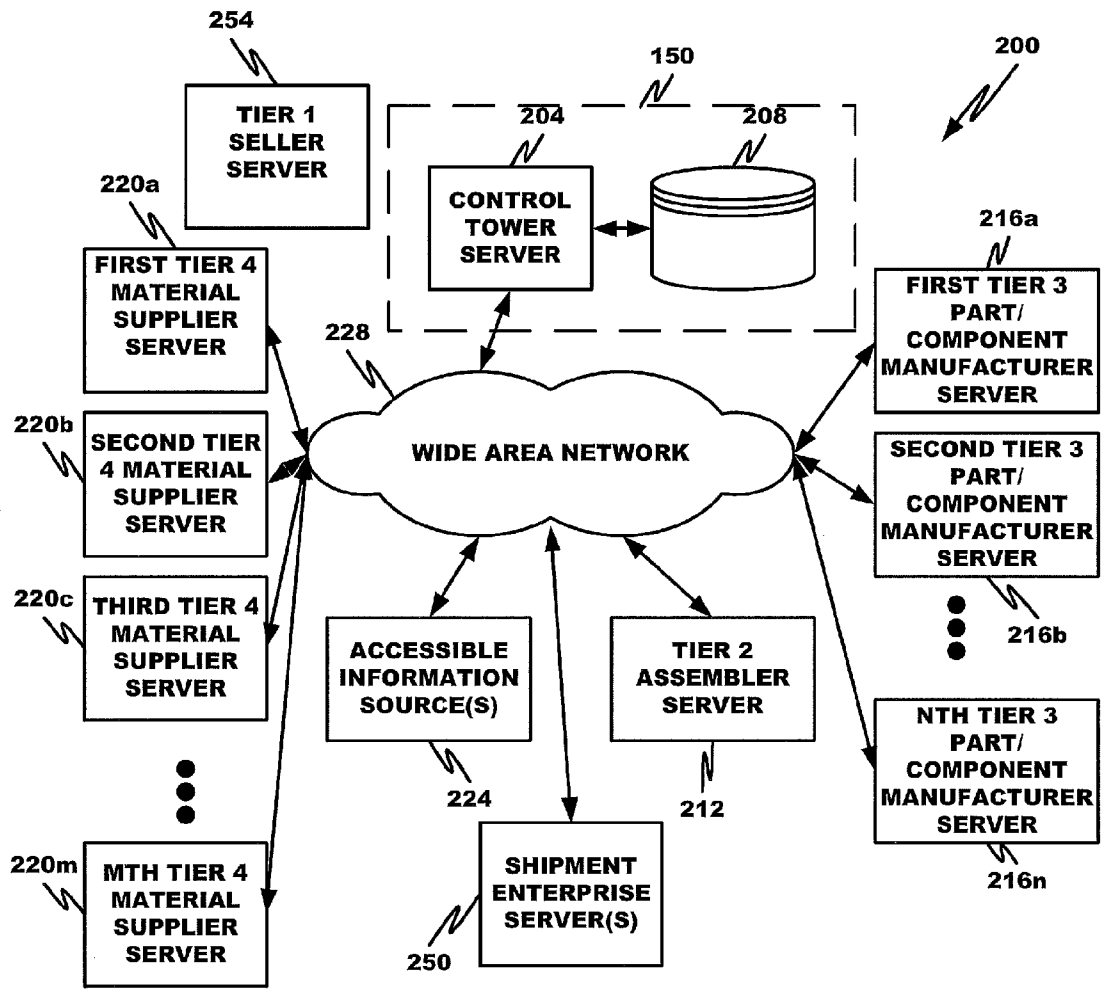 254
TIER 1
SELLER
SERVER
150
200
204
208
CONTROL
TOWER
SERVER
220a
FIRST TIER 4
MATERIAL
SUPPLIER
SERVER
216a
FIRST TIER 3
PART/
COMPONENT
MANUFACTURER
SERVER
228
WIDE AREA NETWORK
220b
SECOND TIER
4 MATERIAL
SUPPLIER
SERVER
SECOND TIER 3
PART/
COMPONENT
MANUFACTURER
SERVER
216b
220c
THIRD TIER 4
MATERIAL
SUPPLIER
SERVER
ACCESSIBLE
INFORMATION
SOURCE(S)
224
TIER 2
ASSEMBLER
SERVER
212
NTH TIER 3
PART/
COMPONENT
MANUFACTURER
SERVER
216n
220m
MTH TIER 4
MATERIAL
SUPPLIER
SERVER
SHIPMENT
ENTERPRISE
SERVER(S)
250